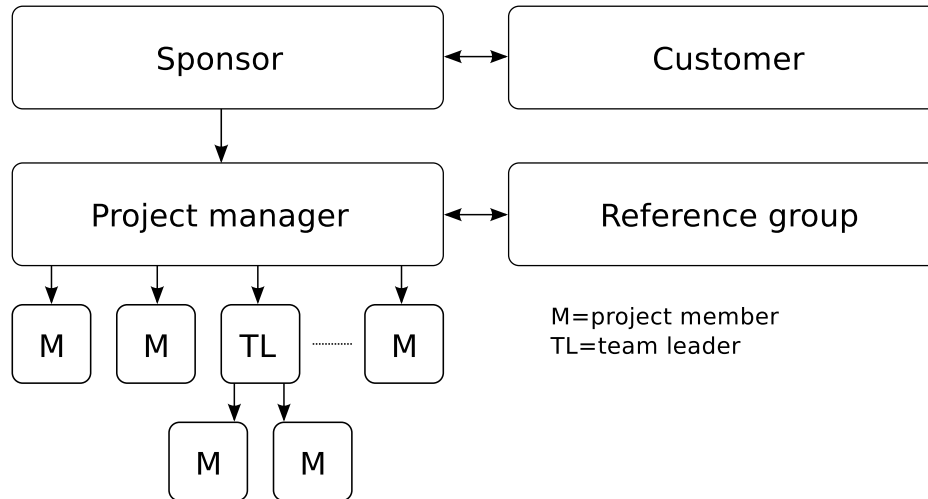 Sponsor
Customer
Project manager
Reference group
M
M
TL
M
M=project member
TL=team leader
M
M